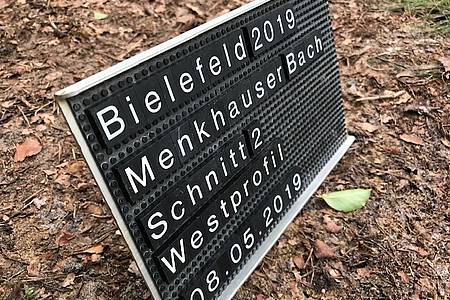 Bielefeld 2019
Menkhauser Bach
Schnitt 2
Westprofil
08.05.2019